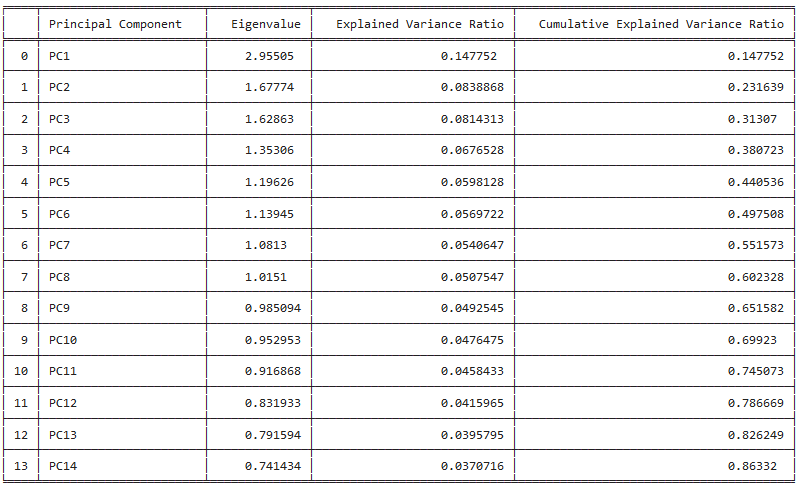 Principal Component Eigenvalue Explained Variance Ratio Cumulative Explained Variance Ratio
0 PC1 2.95505 0.147752 0.147752
1 PC2 1.67774 0.0838868 0.231639
2 PC3 1.62863 0.0814313 0.31307
3 PC4 1.35306 0.0676528 0.380723
4 PC5 1.19626 0.0598128 0.440536
5 PC6 1.13945 0.0569722 0.497508
6 PC7 1.0813 0.0540647 0.551573
7 PC8 1.0151 0.0507547 0.602328
8 PC9 0.985094 0.0492545 0.651582
9 PC10 0.952953 0.0476475 0.69923
10 PC11 0.916868 0.0458433 0.745073
11 PC12 0.831933 0.0415965 0.786669
12 PC13 0.791594 0.0395795 0.826249
13 PC14 0.741434 0.0370716 0.86332